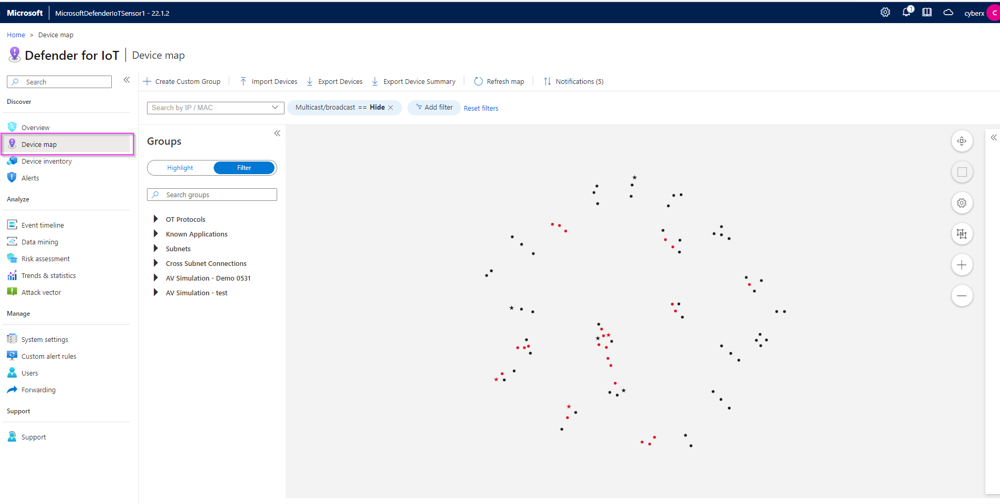 Microsoft MicrosoftDefenderIoTSensor1 - 22.1.2 1 cyberx C
Home > Device map
Defender for IoT Device map
Search
Create Custom Group Import Devices Export Devices Export Device Summary Refresh map Notifications (5)
Search by IP / MAC Multicast/broadcast == Hide Add filter Reset filters
Discover
Overview
Device map
Device inventory
Alerts
Analyze
Event timeline
Data mining
Risk assessment
Trends & statistics
Attack vector
Manage
System settings
Custom alert rules
Users
Forwarding
Support
Support
Groups
Highlight Filter
Search groups
OT Protocols
Known Applications
Subnets
Cross Subnet Connections
AV Simulation - Demo 0531
AV Simulation - test